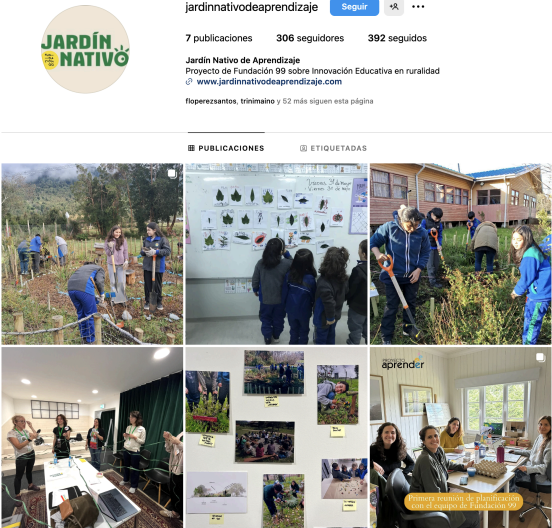 jardinnativodeaprendizaje
Seguir
JARDÍN
NATIVO
7 publicaciones 306 seguidores 392 seguidos
Jardín Nativo de Aprendizaje
Proyecto de Fundación 99 sobre Innovación Educativa en ruralidad
www.jardinnativodeaprendizaje.com
floperezsantos, trinimaino y 52 más siguen esta página
PUBLICACIONES ETIQUETADAS
PROYECTO
aprender
Primera reunión de planificación
con el equipo de Fundación 99